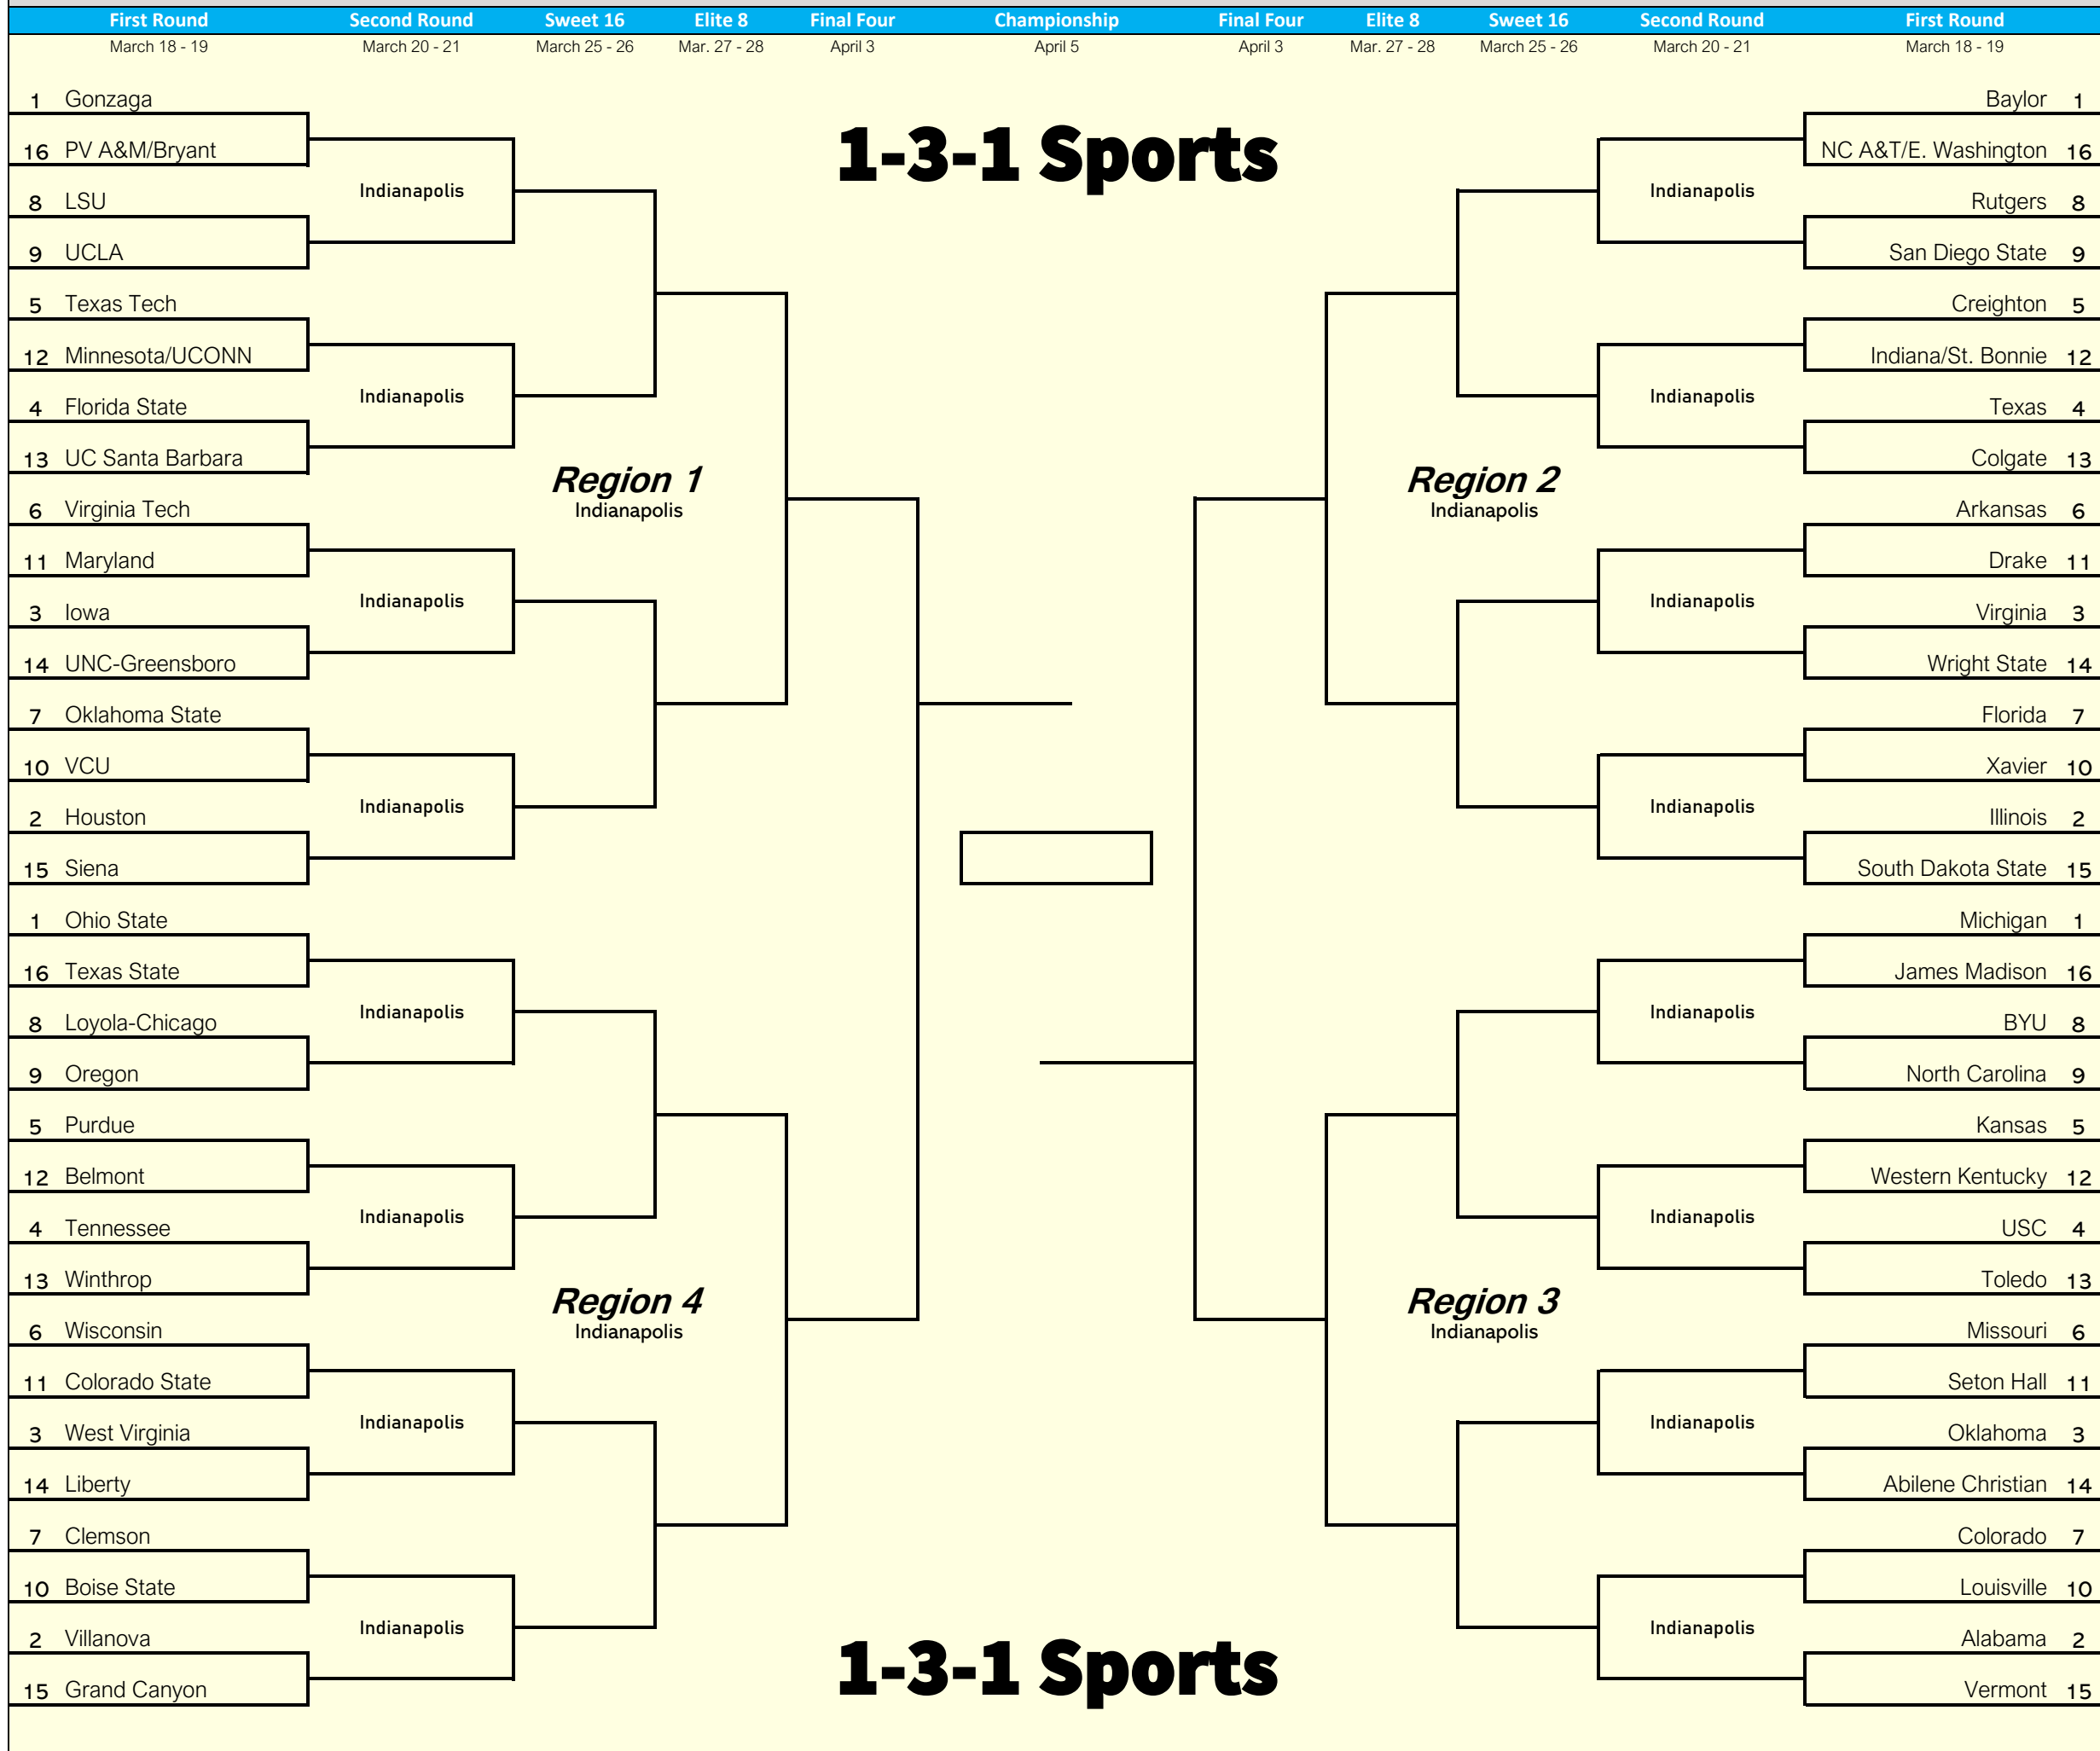 First Round Second Round Sweet 16 Elite 8 Final Four Championship Final Four Elite 8 Sweet 16 Second Round First Round
March 18 - 19 March 20 - 21 March 25 - 26 Mar. 27 - 28 April 3 April 5 April 3 Mar. 27 - 28 March 25 - 26 March 20 - 21 March 18 - 19
1-3-1 Sports
1 Gonzaga
16 PV A&M/Bryant
Indianapolis
8 LSU
9 UCLA
5 Texas Tech
12 Minnesota/UCONN
Indianapolis
4 Florida State
13 UC Santa Barbara
Region 1
Indianapolis
6 Virginia Tech
11 Maryland
Indianapolis
3 Iowa
14 UNC-Greensboro
7 Oklahoma State
10 VCU
Indianapolis
2 Houston
15 Siena
1 Ohio State
16 Texas State
Indianapolis
8 Loyola-Chicago
9 Oregon
5 Purdue
12 Belmont
Indianapolis
4 Tennessee
13 Winthrop
Region 4
Indianapolis
6 Wisconsin
11 Colorado State
Indianapolis
3 West Virginia
14 Liberty
7 Clemson
10 Boise State
Indianapolis
2 Villanova
15 Grand Canyon
Baylor 1
NC A&T/E. Washington 16
Indianapolis
Rutgers 8
San Diego State 9
Creighton 5
Indiana/St. Bonnie 12
Indianapolis
Texas 4
Colgate 13
Region 2
Indianapolis
Arkansas 6
Drake 11
Indianapolis
Virginia 3
Wright State 14
Florida 7
Xavier 10
Indianapolis
Illinois 2
South Dakota State 15
Michigan 1
James Madison 16
Indianapolis
BYU 8
North Carolina 9
Kansas 5
Western Kentucky 12
Indianapolis
USC 4
Toledo 13
Region 3
Indianapolis
Missouri 6
Seton Hall 11
Indianapolis
Oklahoma 3
Abilene Christian 14
Colorado 7
Louisville 10
Indianapolis
Alabama 2
Vermont 15
1-3-1 Sports